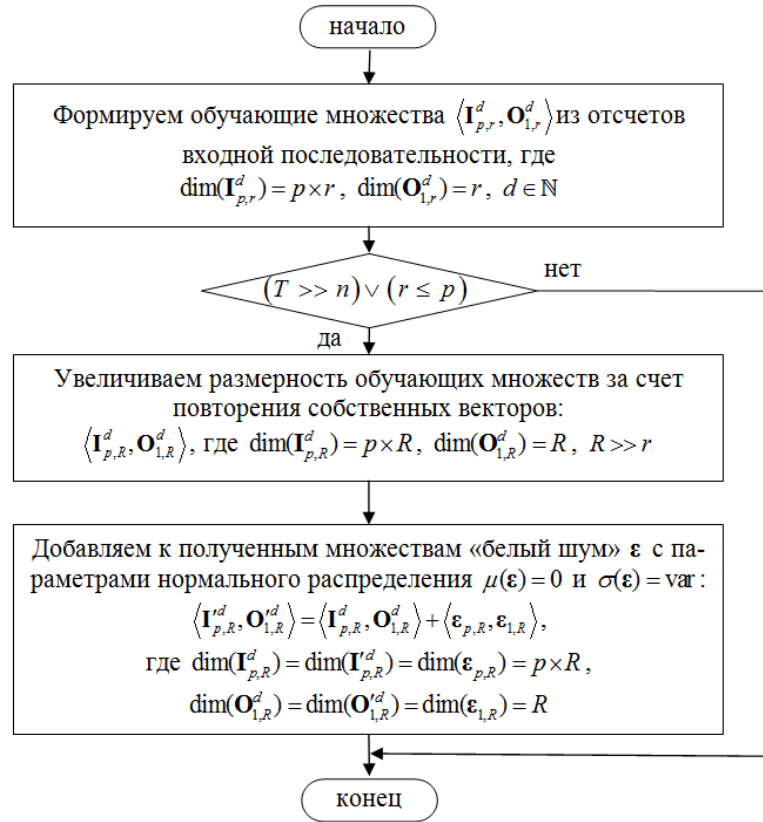 начало
Формируем обучающие множества ⟨I^d_{p,r}, O^d_{1,r}⟩ из отсчетов
входной последовательности, где
dim(I^d_{p,r}) = p × r , dim(O^d_{1,r}) = r , d ∈ ℕ
(T >> n) ∨ (r ≤ p)
нет
да
Увеличиваем размерность обучающих множеств за счет
повторения собственных векторов:
⟨I^d_{p,R}, O^d_{1,R}⟩, где dim(I^d_{p,R}) = p × R , dim(O^d_{1,R}) = R , R >> r
Добавляем к полученным множествам «белый шум» ε с па-
раметрами нормального распределения μ(ε) = 0 и σ(ε) = var :
⟨I′^d_{p,R}, O′^d_{1,R}⟩ = ⟨I^d_{p,R}, O^d_{1,R}⟩ + ⟨ε_{p,R}, ε_{1,R}⟩,
где dim(I^d_{p,R}) = dim(I′^d_{p,R}) = dim(ε_{p,R}) = p × R ,
dim(O^d_{1,R}) = dim(O′^d_{1,R}) = dim(ε_{1,R}) = R
конец